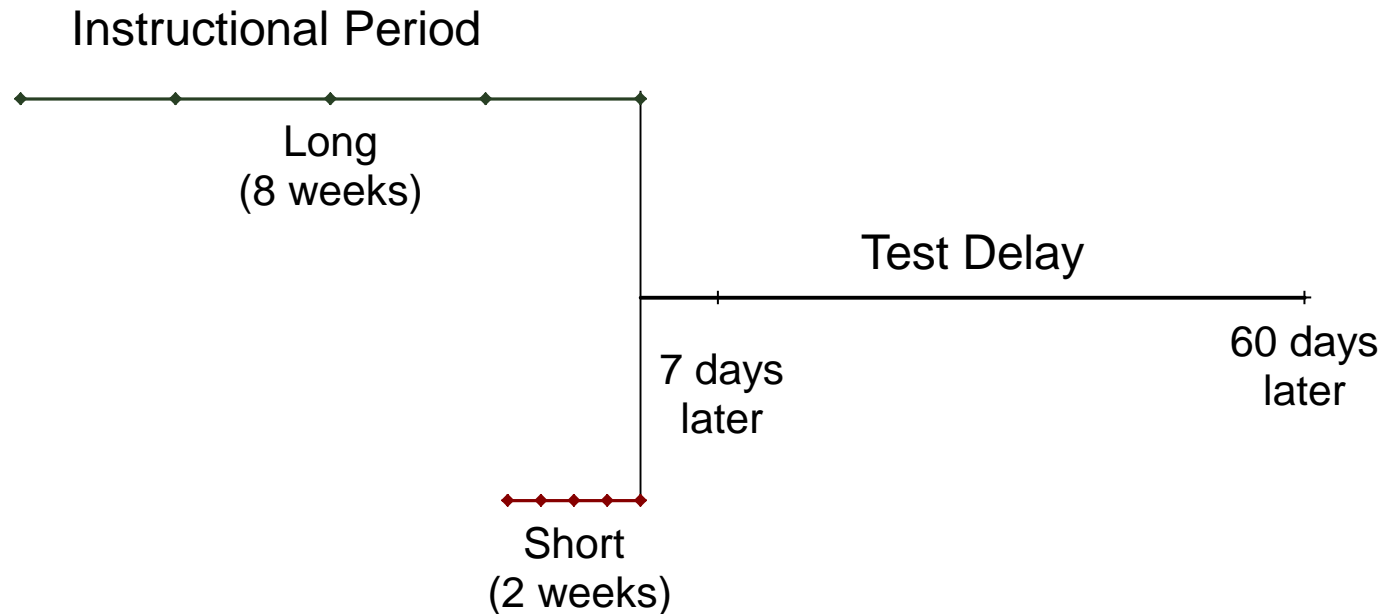 Instructional Period
Long
(8 weeks)
Test Delay
7 days
later
60 days
later
Short
(2 weeks)